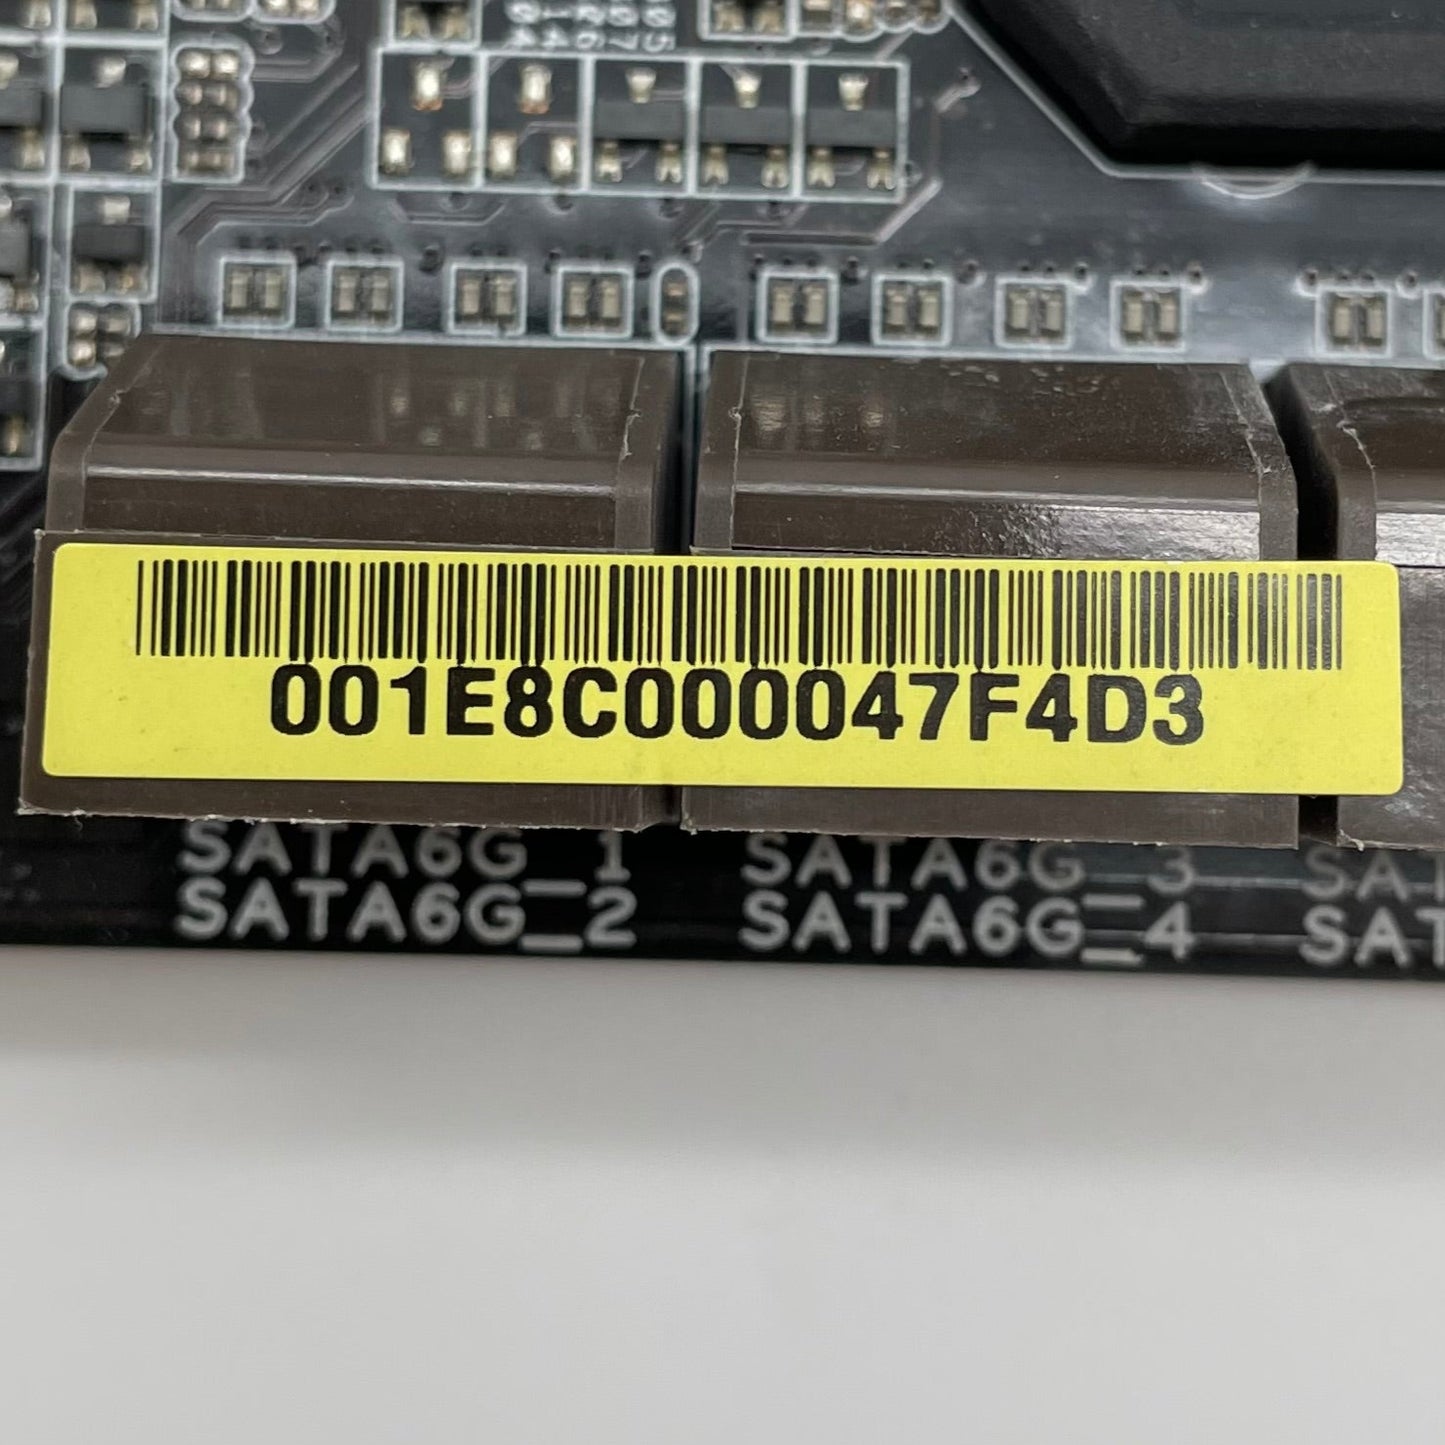 001E8C000047F4D3
SATA6G_1 SATA6G_3
SATA6G_2 SATA6G_4